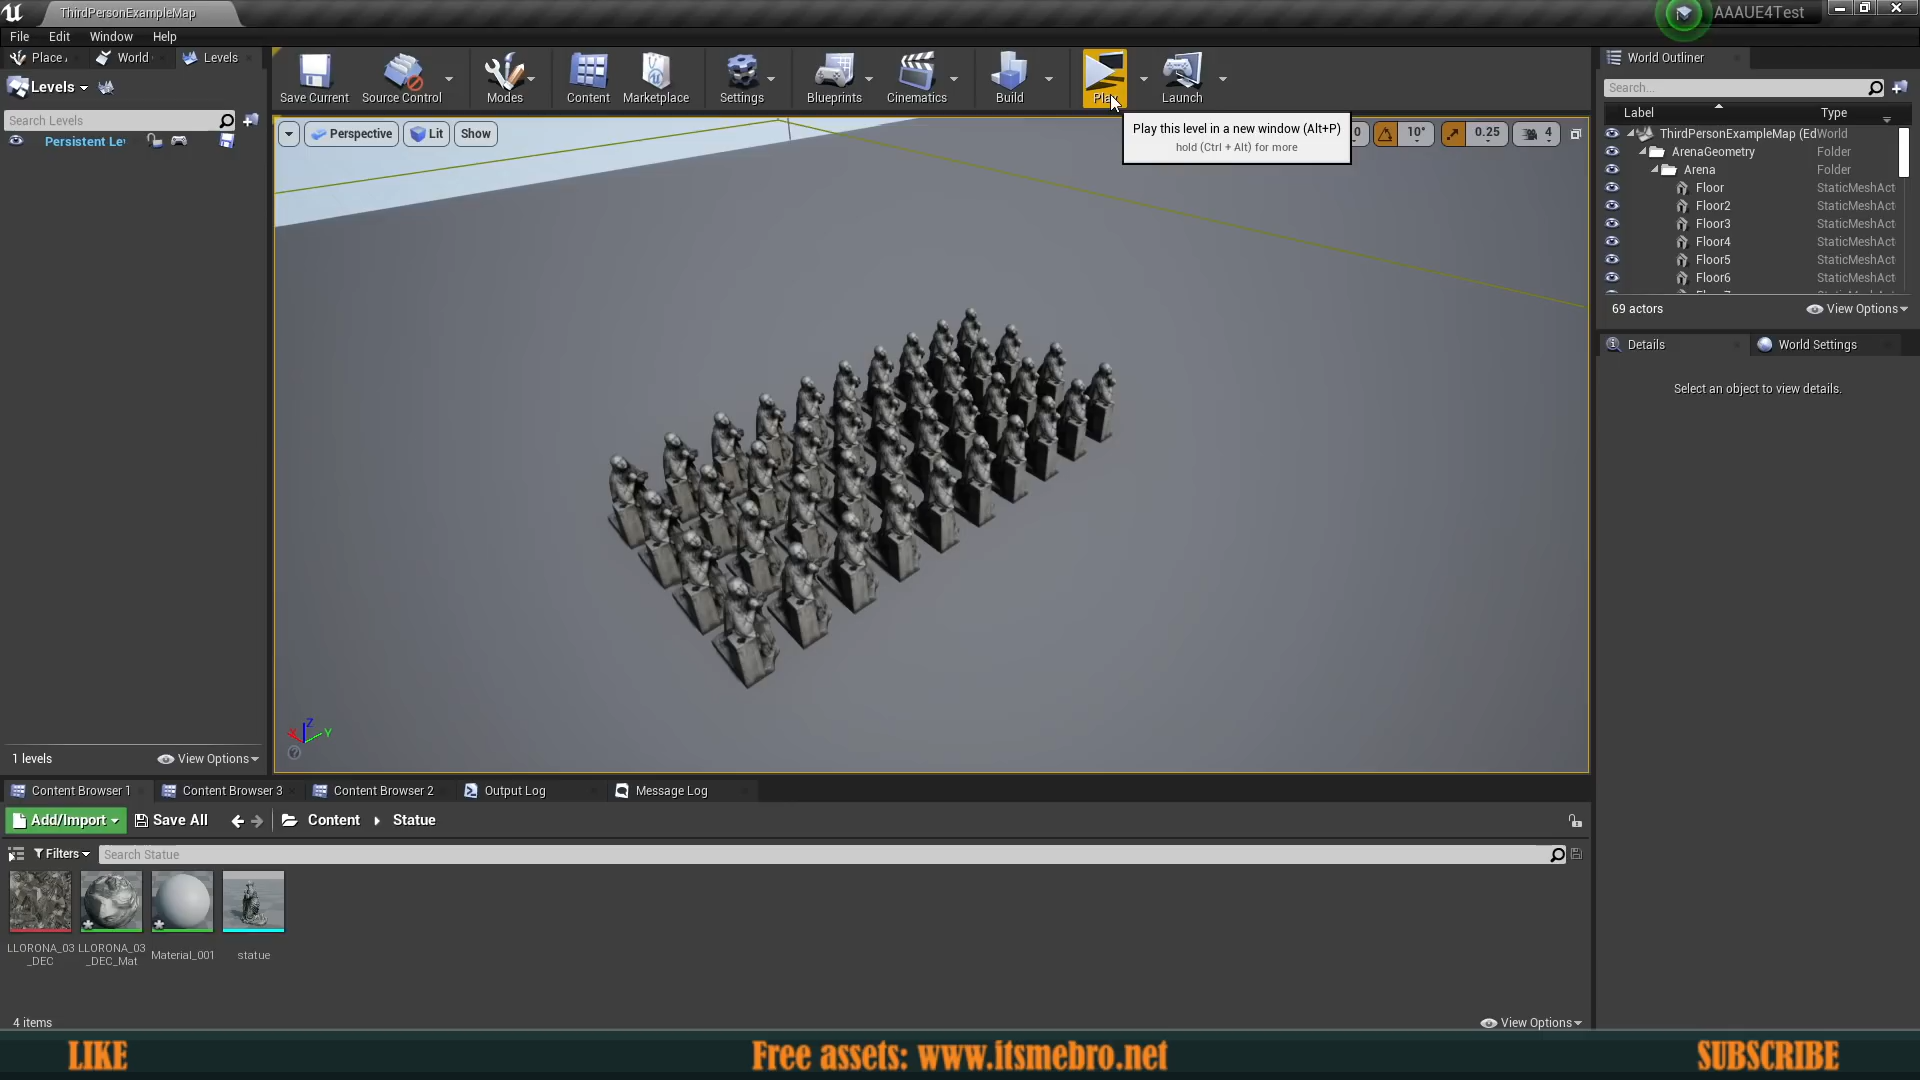 ThirdPersonExampleMap
AAAUE4Test
File Edit Window Help
Place
World
Levels
Levels
Search Levels
Persistent Le
1 levels
View Options
Save Current
Source Control
Modes
Content
Marketplace
Settings
Blueprints
Cinematics
Build
Play
Launch
Perspective
Lit
Show
0
10°
0.25
4
Play this level in a new window (Alt+P)
hold (Ctrl + Alt) for more
Z
Y
World Outliner
Search...
Label Type
ThirdPersonExampleMap (Ed World
ArenaGeometry Folder
Arena Folder
Floor StaticMeshAct
Floor2 StaticMeshAct
Floor3 StaticMeshAct
Floor4 StaticMeshAct
Floor5 StaticMeshAct
Floor6 StaticMeshAct
69 actors
View Options
Details
World Settings
Select an object to view details.
Content Browser 1
Content Browser 3
Content Browser 2
Output Log
Message Log
Add/Import
Save All
Content
Statue
Filters
Search Statue
LLORONA_03
_DEC
LLORONA_03
_DEC_Mat
Material_001
statue
4 items
View Options
LIKE
Free assets: www.itsmebro.net
SUBSCRIBE